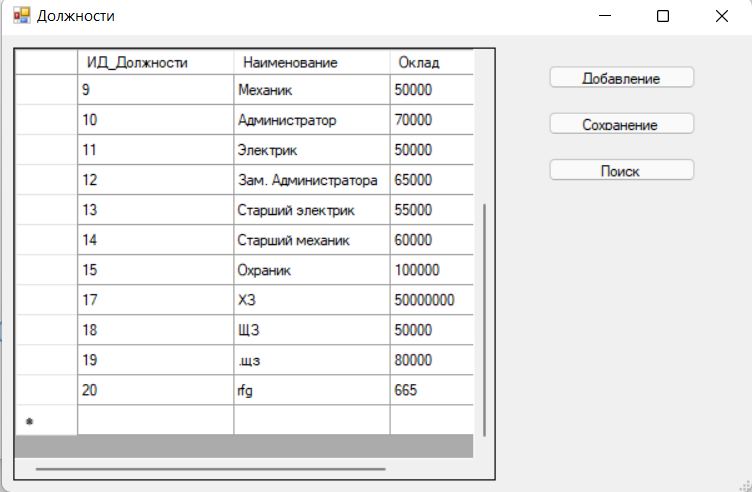 Должности
ИД_Должности Наименование Оклад
9 Механик 50000
10 Администратор 70000
11 Электрик 50000
12 Зам. Администратора 65000
13 Старший электрик 55000
14 Старший механик 60000
15 Охраник 100000
17 ХЗ 50000000
18 ЩЗ 50000
19 .щз 80000
20 rfg 665
Добавление
Сохранение
Поиск